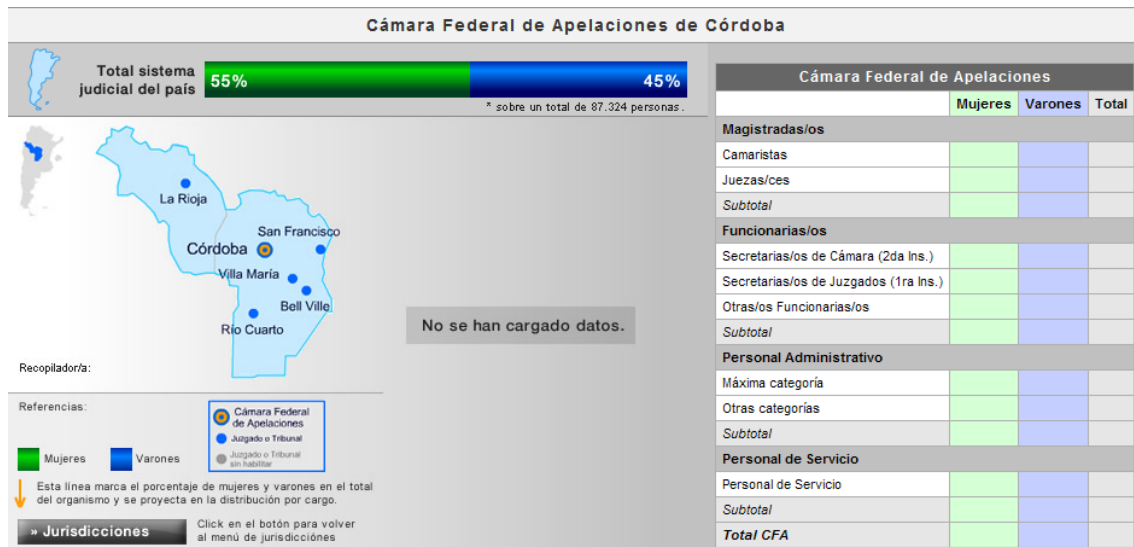 Cámara Federal de Apelaciones de Córdoba
Total sistema
judicial del país
55%
45%
* sobre un total de 87.324 personas.
La Rioja
San Francisco
Córdoba
Villa María
Bell Ville
Río Cuarto
Recopilador/a:
No se han cargado datos.
Referencias:
Cámara Federal
de Apelaciones
Juzgado o Tribunal
Juzgado o Tribunal
sin habilitar
Mujeres
Varones
Esta línea marca el porcentaje de mujeres y varones en el total
del organismo y se proyecta en la distribución por cargo.
» Jurisdicciones
Click en el botón para volver
al menú de jurisdicciónes
Cámara Federal de Apelaciones
Mujeres Varones Total
Magistradas/os
Camaristas
Juezas/ces
Subtotal
Funcionarias/os
Secretarias/os de Cámara (2da Ins.)
Secretarias/os de Juzgados (1ra Ins.)
Otras/os Funcionarias/os
Subtotal
Personal Administrativo
Máxima categoría
Otras categorías
Subtotal
Personal de Servicio
Personal de Servicio
Subtotal
Total CFA